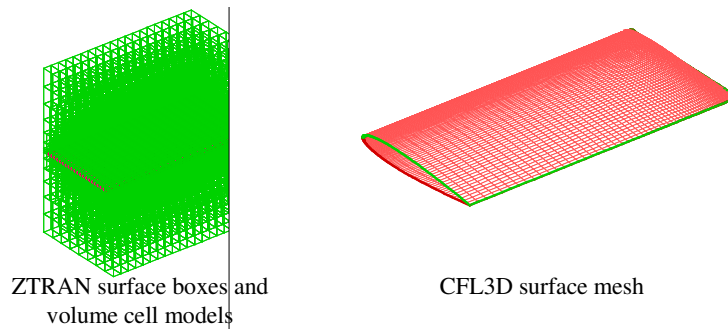 ZTRAN surface boxes and
volume cell models
CFL3D surface mesh